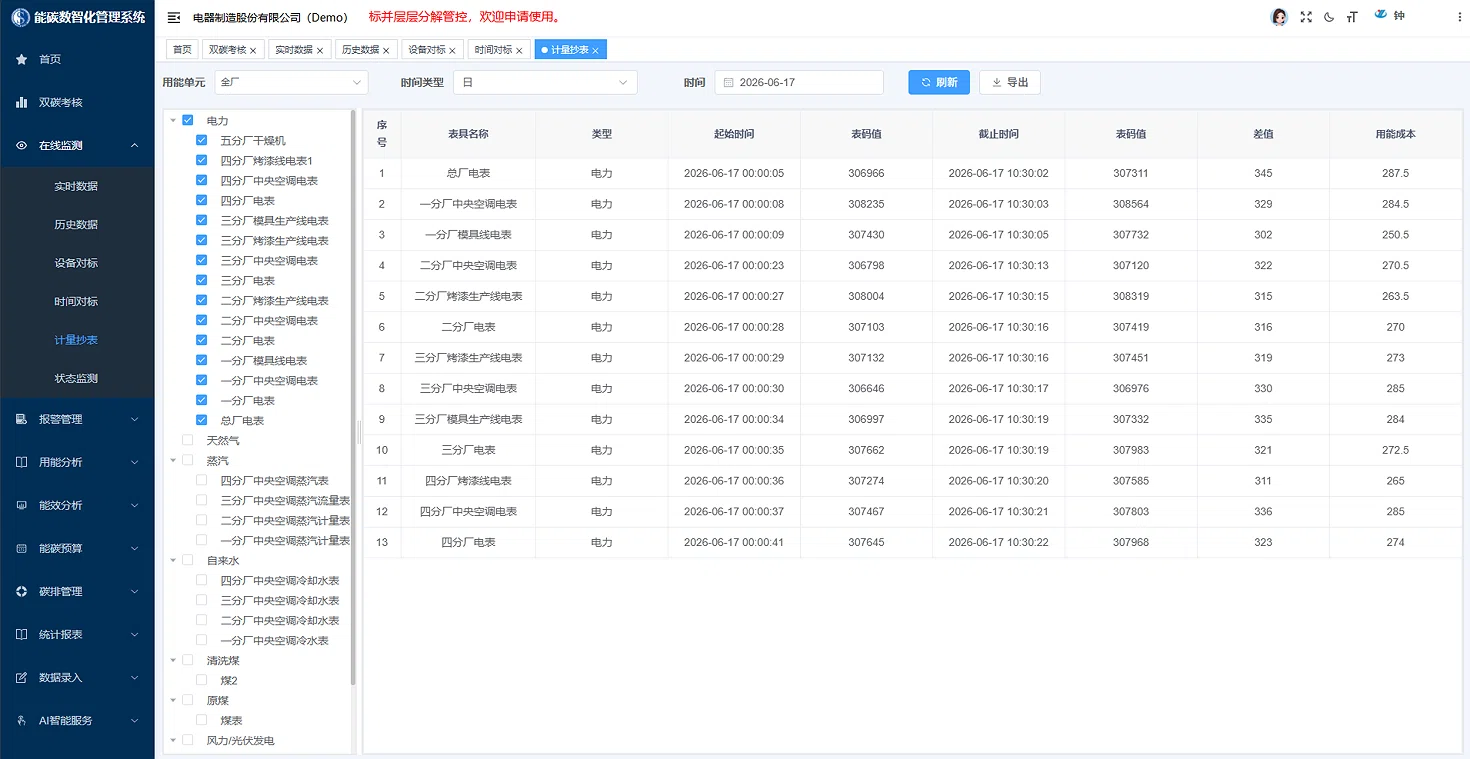 能碳数智化管理系统
电器制造股份有限公司（Demo） 标并层层分解管控，欢迎申请使用。 钟
首页 双碳考核 实时数据 历史数据 设备对标 时间对标 计量抄表
用能单元 全厂 时间类型 日 时间 2026-06-17 刷新 导出
首页
双碳考核
在线监测
实时数据
历史数据
设备对标
时间对标
计量抄表
状态监测
报警管理
用能分析
能效分析
能碳预算
碳排管理
统计报表
数据录入
AI智能服务
电力
五分厂干燥机
四分厂烤漆线电表1
四分厂中央空调电表
四分厂电表
三分厂模具生产线电表
三分厂烤漆生产线电表
三分厂中央空调电表
三分厂电表
二分厂烤漆生产线电表
二分厂中央空调电表
二分厂电表
一分厂模具线电表
一分厂中央空调电表
一分厂电表
总厂电表
天然气
蒸汽
四分厂中央空调蒸汽表
三分厂中央空调蒸汽流量表
二分厂中央空调蒸汽计量表
一分厂中央空调蒸汽计量表
自来水
四分厂中央空调冷却水表
三分厂中央空调冷却水表
二分厂中央空调冷却水表
一分厂中央空调冷水表
清洗煤
煤2
原煤
煤表
风力/光伏发电
序号 表具名称 类型 起始时间 表码值 截止时间 表码值 差值 用能成本
1 总厂电表 电力 2026-06-17 00:00:05 306966 2026-06-17 10:30:02 307311 345 287.5
2 一分厂中央空调电表 电力 2026-06-17 00:00:08 308235 2026-06-17 10:30:03 308564 329 284.5
3 一分厂模具线电表 电力 2026-06-17 00:00:09 307430 2026-06-17 10:30:05 307732 302 250.5
4 二分厂中央空调电表 电力 2026-06-17 00:00:23 306798 2026-06-17 10:30:13 307120 322 270.5
5 二分厂烤漆生产线电表 电力 2026-06-17 00:00:27 308004 2026-06-17 10:30:15 308319 315 263.5
6 二分厂电表 电力 2026-06-17 00:00:28 307103 2026-06-17 10:30:16 307419 316 270
7 三分厂烤漆生产线电表 电力 2026-06-17 00:00:29 307132 2026-06-17 10:30:16 307451 319 273
8 三分厂中央空调电表 电力 2026-06-17 00:00:30 306646 2026-06-17 10:30:17 306976 330 285
9 三分厂模具生产线电表 电力 2026-06-17 00:00:34 306997 2026-06-17 10:30:19 307332 335 284
10 三分厂电表 电力 2026-06-17 00:00:35 307662 2026-06-17 10:30:19 307983 321 272.5
11 四分厂烤漆线电表 电力 2026-06-17 00:00:36 307274 2026-06-17 10:30:20 307585 311 265
12 四分厂中央空调电表 电力 2026-06-17 00:00:37 307467 2026-06-17 10:30:21 307803 336 285
13 四分厂电表 电力 2026-06-17 00:00:41 307645 2026-06-17 10:30:22 307968 323 274